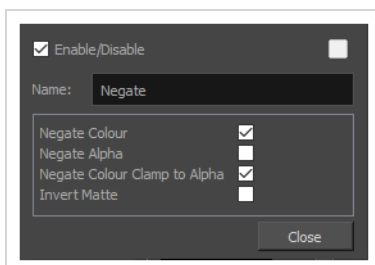 Enable/Disable
Name: Negate
Negate Colour
Negate Alpha
Negate Colour Clamp to Alpha
Invert Matte
Close